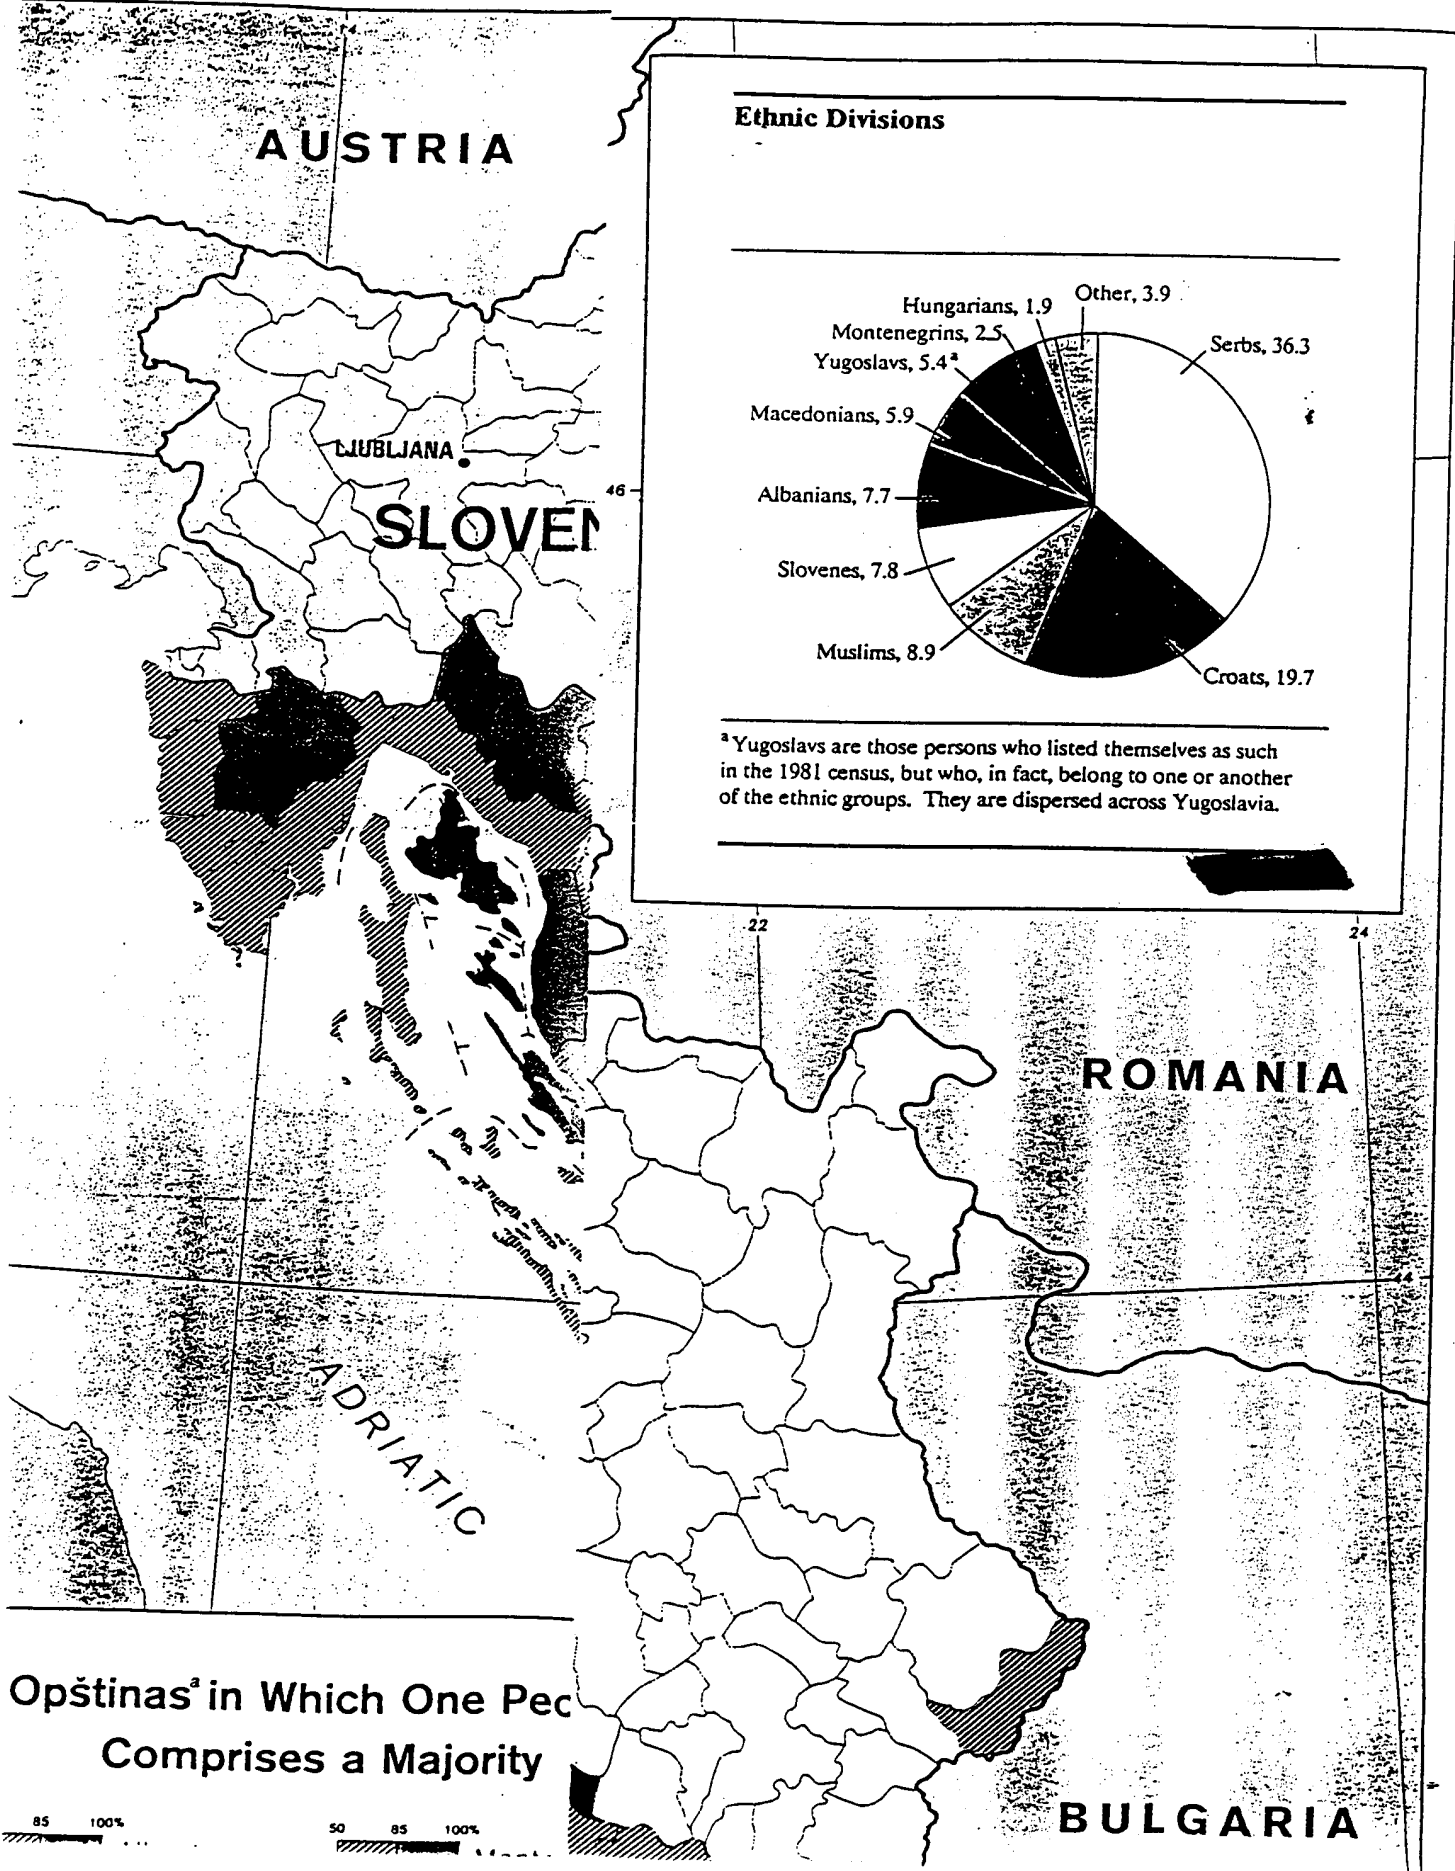 AUSTRIA
Ethnic Divisions
Other, 3.9
Hungarians, 1.9
Montenegrins, 2.5
Serbs, 36.3
Yugoslavs, 5.4ª
Macedonians, 5.9
LJUBLJANA
46
Albanians, 7.7
SLOVEN
Slovenes, 7.8
Muslims, 8.9
Croats, 19.7
ª Yugoslavs are those persons who listed themselves as such
in the 1981 census, but who, in fact, belong to one or another
of the ethnic groups. They are dispersed across Yugoslavia.
22
24
ROMANIA
44
ADRIATIC
Opštinasª in Which One Peo
Comprises a Majority
BULGARIA
85 100%
50 85 100%